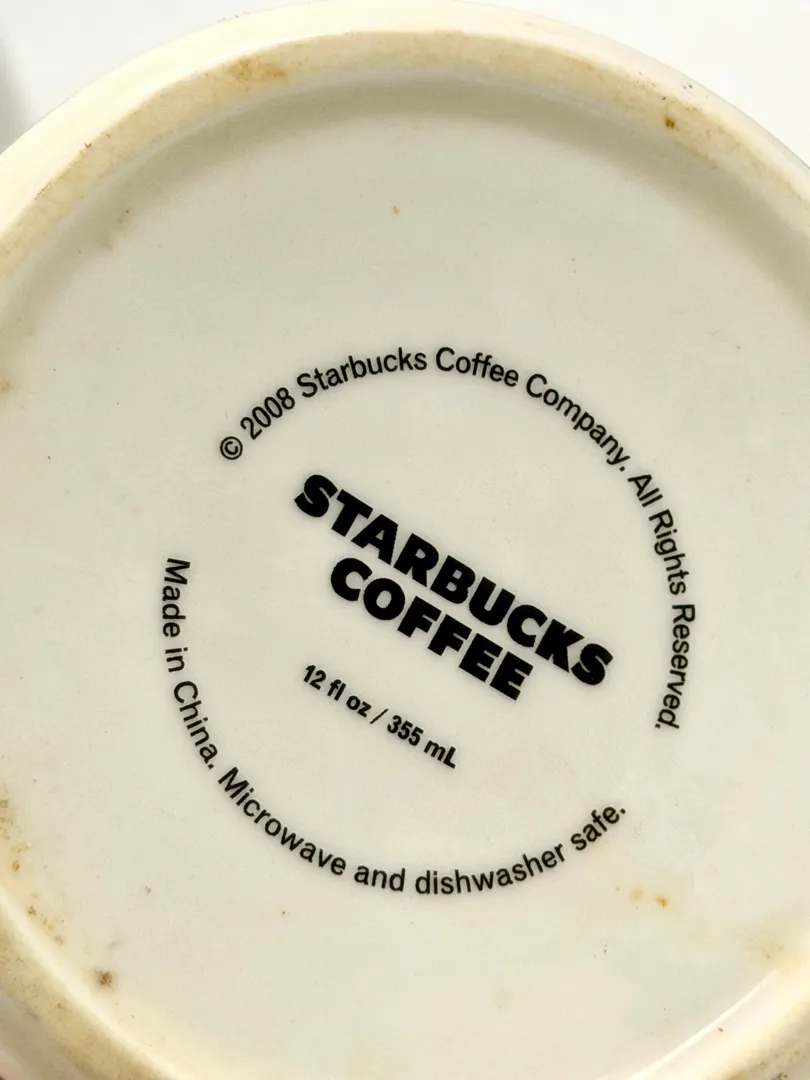 © 2008 Starbucks Coffee Company. All Rights Reserved.
STARBUCKS
COFFEE
12 fl oz / 355 mL
Made in China. Microwave and dishwasher safe.